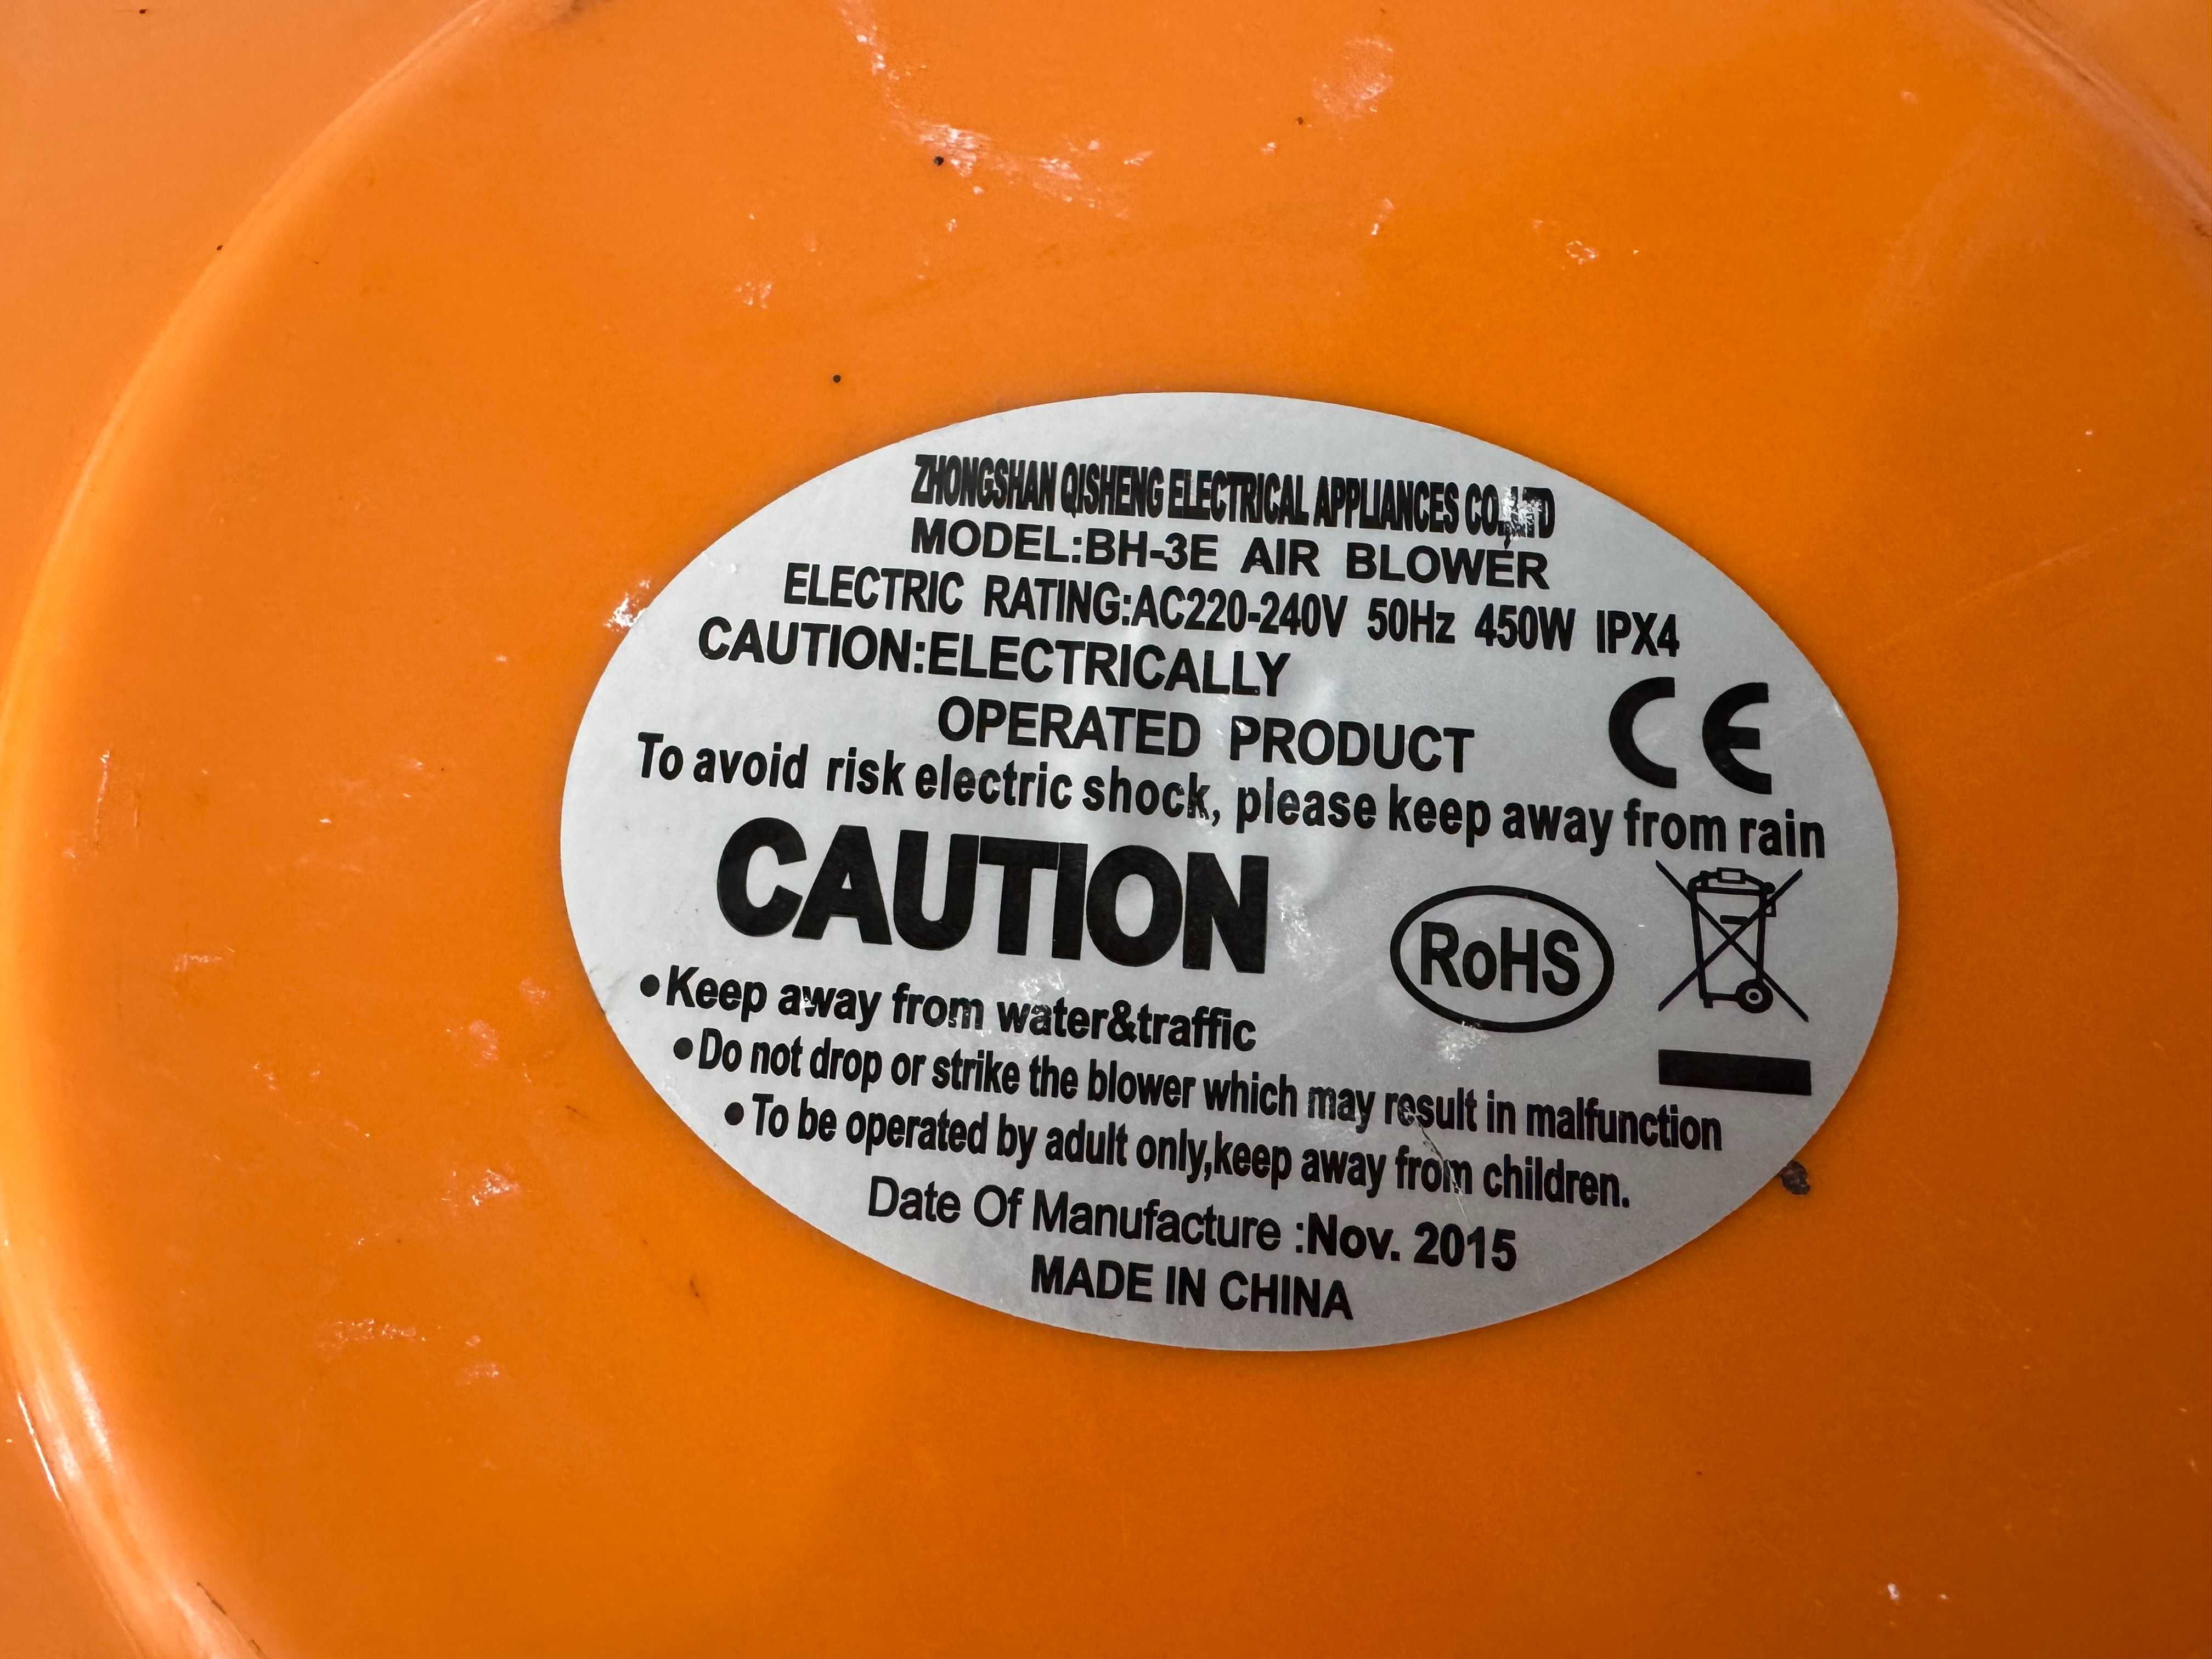 ZHONGSHAN QISHENG ELECTRICAL APPLIANCES CO.,LTD
MODEL:BH-3E AIR BLOWER
ELECTRIC RATING:AC220-240V 50Hz 450W IPX4
CAUTION:ELECTRICALLY
OPERATED PRODUCT
CE
To avoid risk electric shock, please keep away from rain
CAUTION
RoHS
•Keep away from water&traffic
•Do not drop or strike the blower which may result in malfunction
•To be operated by adult only,keep away from children.
Date Of Manufacture :Nov. 2015
MADE IN CHINA